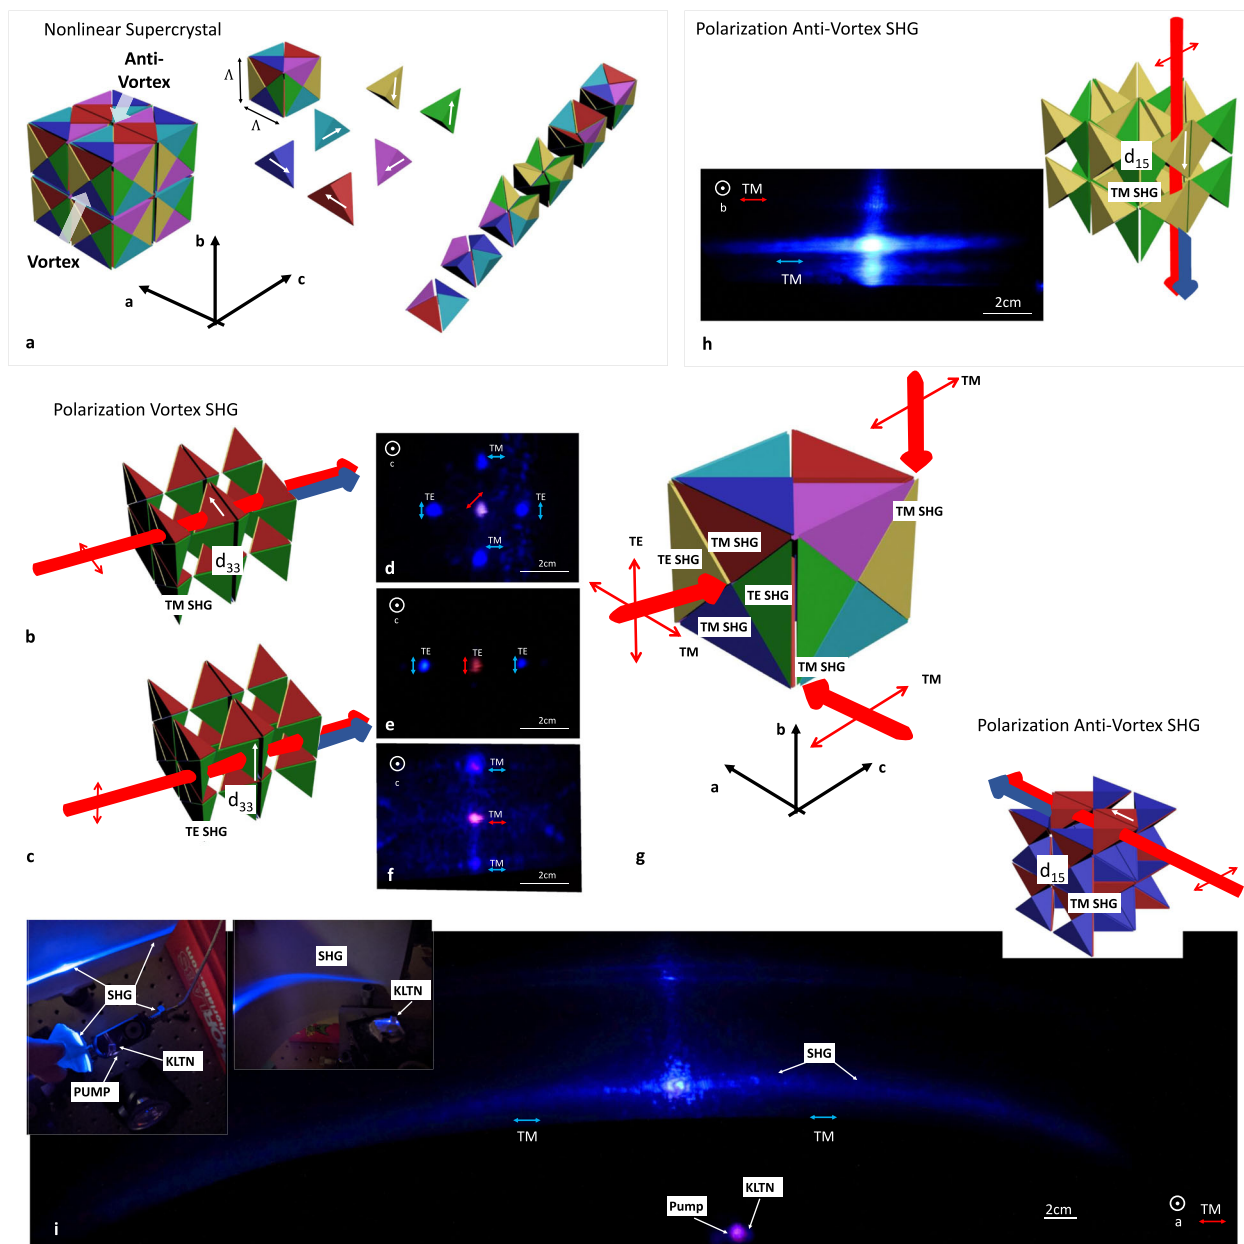 Nonlinear Supercrystal
Anti-
Vortex
Λ
Λ
Vortex
b
c
a
a
Polarization Anti-Vortex SHG
TM
b
TM
2cm
d15
TM SHG
h
Polarization Vortex SHG
d33
TM SHG
b
d33
TE SHG
c
c
TM
TE
TE
TM
2cm
d
c
TE
TE
TE
2cm
e
c
TM
TM
TM
2cm
f
TM
TM SHG
TM SHG
TE
TE SHG
TE SHG
TM SHG
TM
TM SHG
TM
b
c
a
g
Polarization Anti-Vortex SHG
d15
TM SHG
SHG
KLTN
PUMP
SHG
KLTN
SHG
TM
TM
Pump
KLTN
2cm
a
TM
i